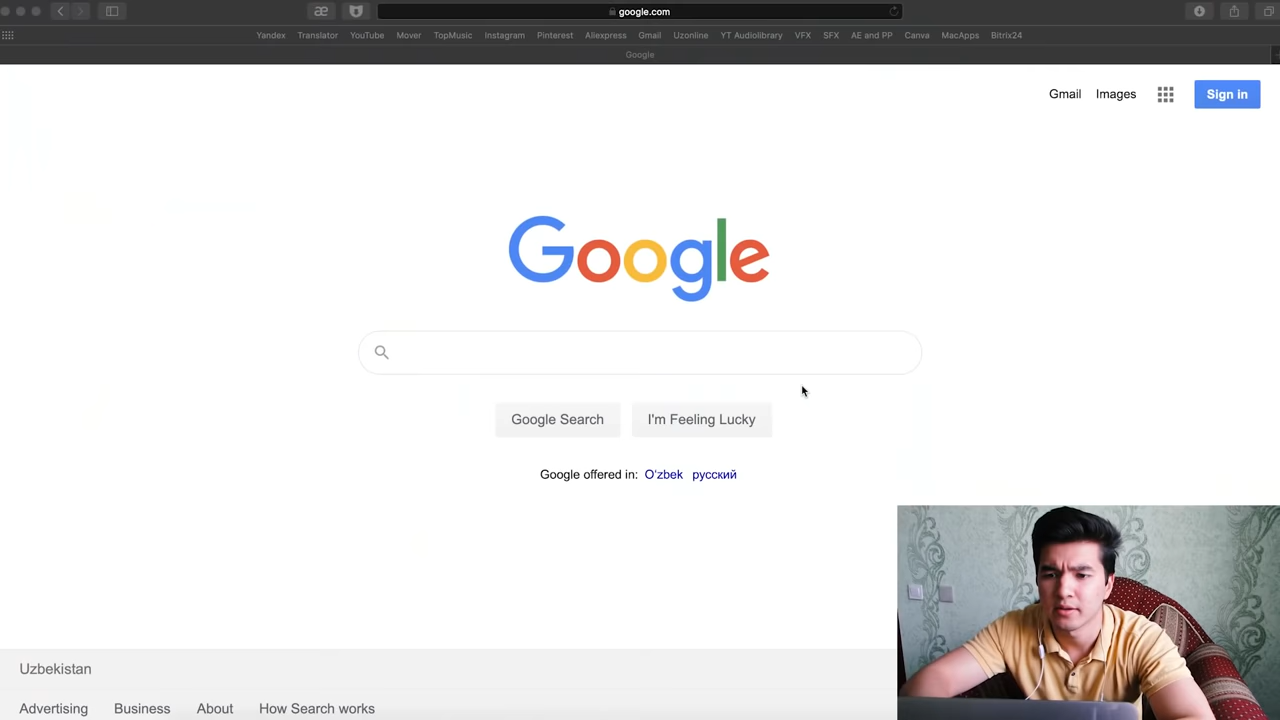 æ
google.com
Yandex Translator YouTube Mover TopMusic Instagram Pinterest Aliexpress Gmail Uzonline YT Audiolibrary VFX SFX AE and PP Canva MacApps Bitrix24
Google
Gmail Images Sign in
Google
Google Search I'm Feeling Lucky
Google offered in: O'zbek русский
Uzbekistan
Advertising Business About How Search works